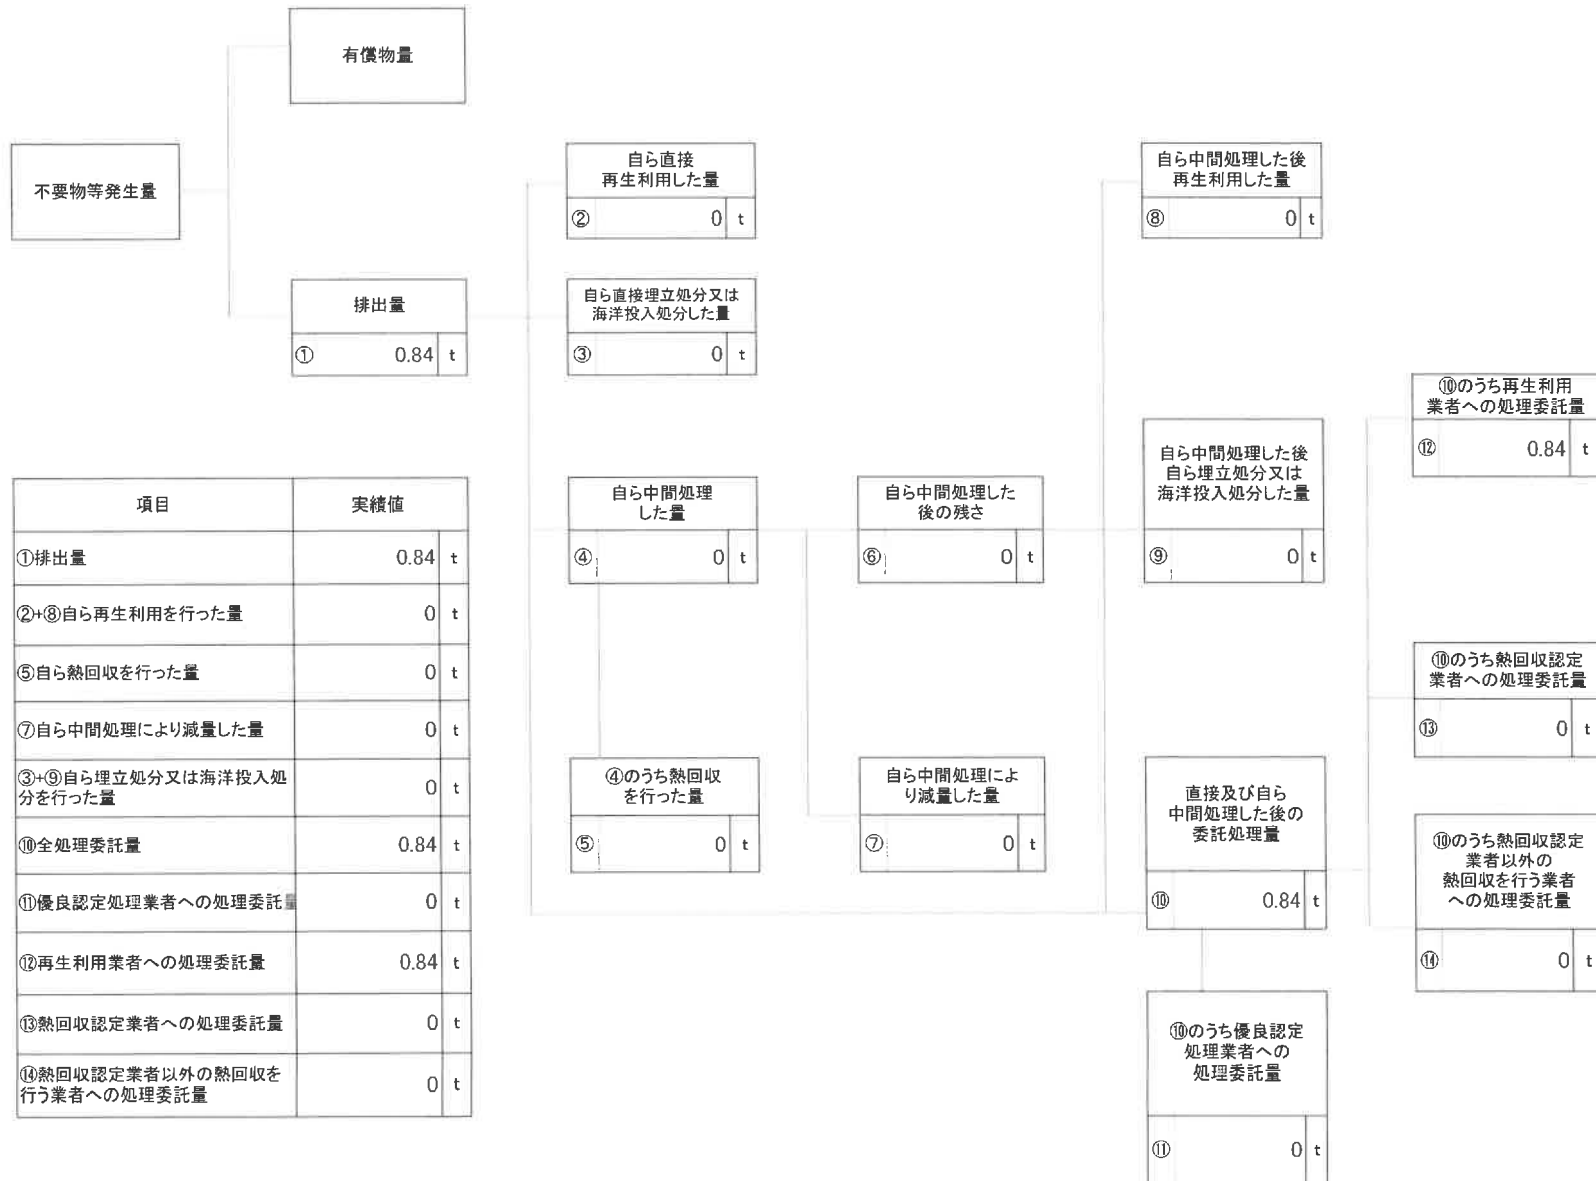 有償物量
不要物等発生量
排出量
① 0.84 t
自ら直接
再生利用した量
② 0 t
自ら直接埋立処分又は
海洋投入処分した量
③ 0 t
自ら中間処理
した量
④ 0 t
④のうち熱回収
を行った量
⑤ 0 t
自ら中間処理した
後の残さ
⑥ 0 t
自ら中間処理によ
り減量した量
⑦ 0 t
自ら中間処理した後
再生利用した量
⑧ 0 t
自ら中間処理した後
自ら埋立処分又は
海洋投入処分した量
⑨ 0 t
直接及び自ら
中間処理した後の
委託処理量
⑩ 0.84 t
⑩のうち優良認定
処理業者への
処理委託量
⑪ 0 t
⑩のうち再生利用
業者への処理委託量
⑫ 0.84 t
⑩のうち熱回収認定
業者への処理委託量
⑬ 0 t
⑩のうち熱回収認定
業者以外の
熱回収を行う業者
への処理委託量
⑭ 0 t
項目 実績値
①排出量 0.84 t
②+⑧自ら再生利用を行った量 0 t
⑤自ら熱回収を行った量 0 t
⑦自ら中間処理により減量した量 0 t
③+⑨自ら埋立処分又は海洋投入処
分を行った量 0 t
⑩全処理委託量 0.84 t
⑪優良認定処理業者への処理委託量 0 t
⑫再生利用業者への処理委託量 0.84 t
⑬熱回収認定業者への処理委託量 0 t
⑭熱回収認定業者以外の熱回収を
行う業者への処理委託量 0 t